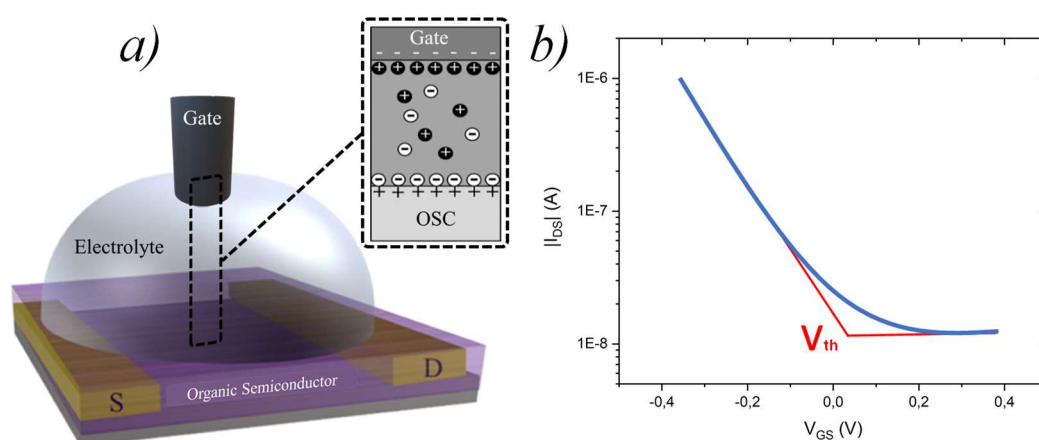 a)
Gate
Electrolyte
Organic Semiconductor
S
D
Gate
- - - - - - -
+ + + + + + +
+ -
- +
+ -
- +
- - - - - - -
+ + + + + + +
OSC
b)
1E-6
1E-7
1E-8
|I_DS| (A)
V_th
-0,4
-0,2
0,0
0,2
0,4
V_GS (V)